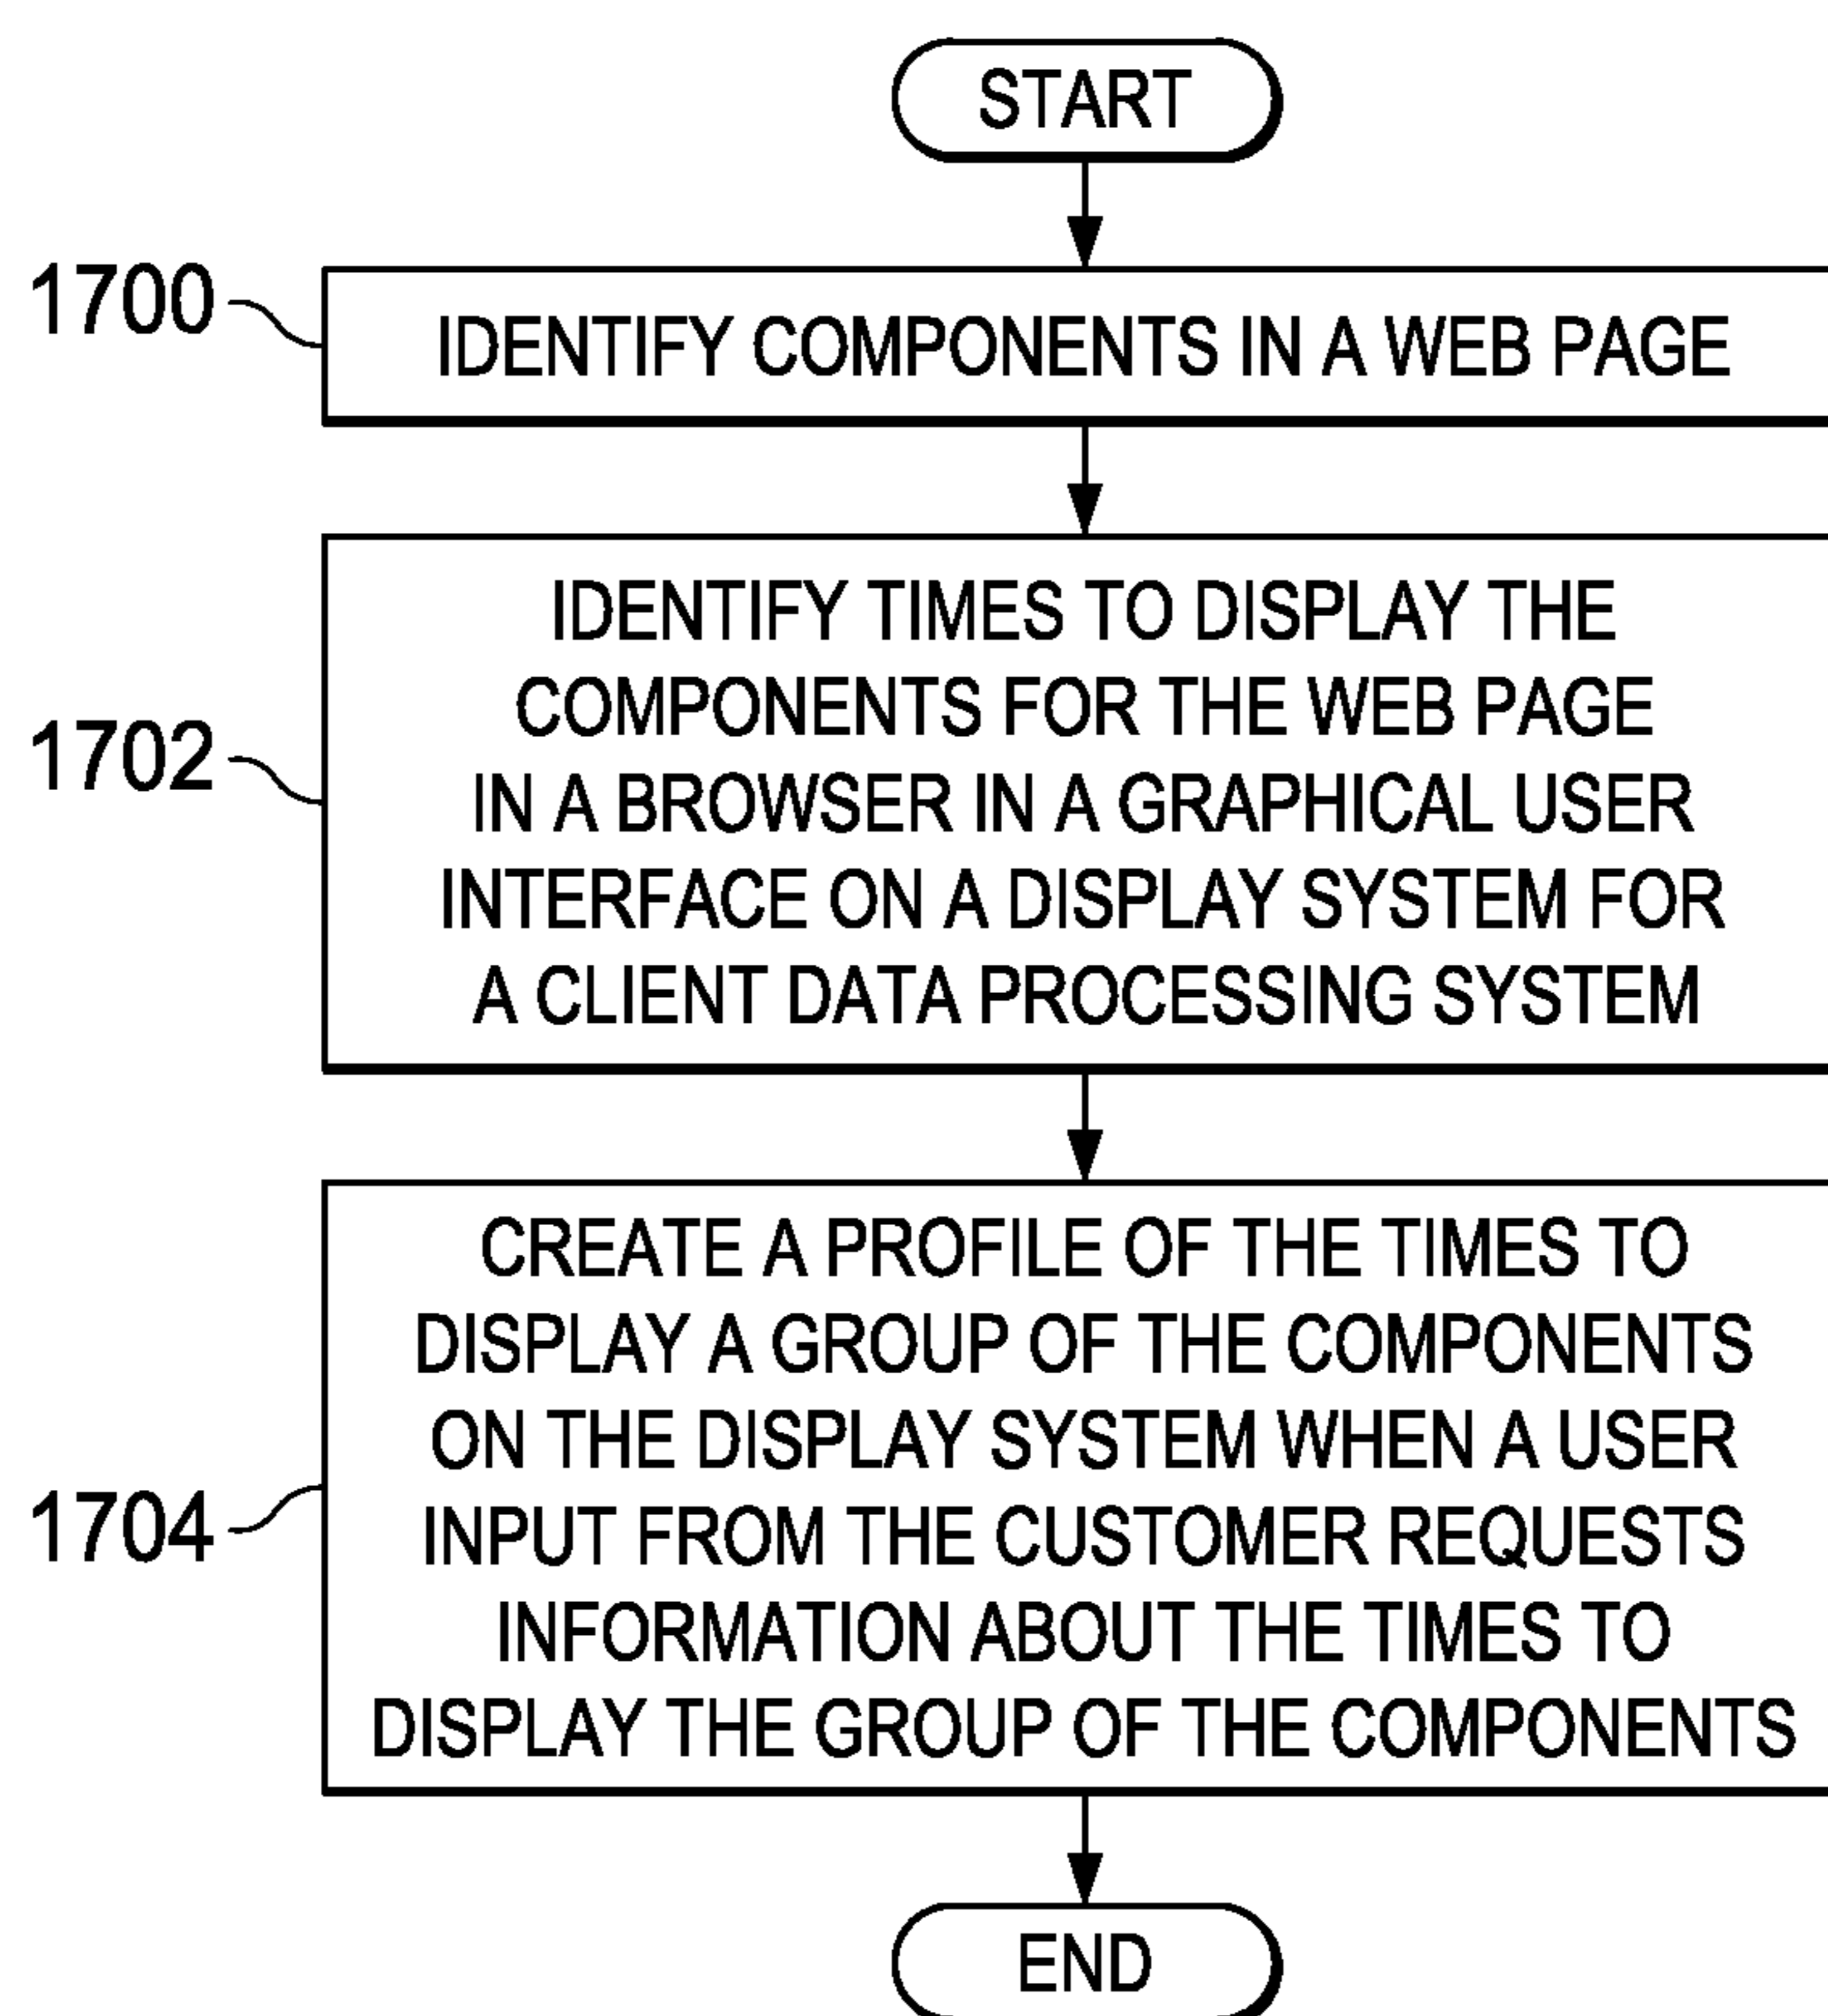 START
1700
IDENTIFY COMPONENTS IN A WEB PAGE
1702
IDENTIFY TIMES TO DISPLAY THE
COMPONENTS FOR THE WEB PAGE
IN A BROWSER IN A GRAPHICAL USER
INTERFACE ON A DISPLAY SYSTEM FOR
A CLIENT DATA PROCESSING SYSTEM
1704
CREATE A PROFILE OF THE TIMES TO
DISPLAY A GROUP OF THE COMPONENTS
ON THE DISPLAY SYSTEM WHEN A USER
INPUT FROM THE CUSTOMER REQUESTS
INFORMATION ABOUT THE TIMES TO
DISPLAY THE GROUP OF THE COMPONENTS
END